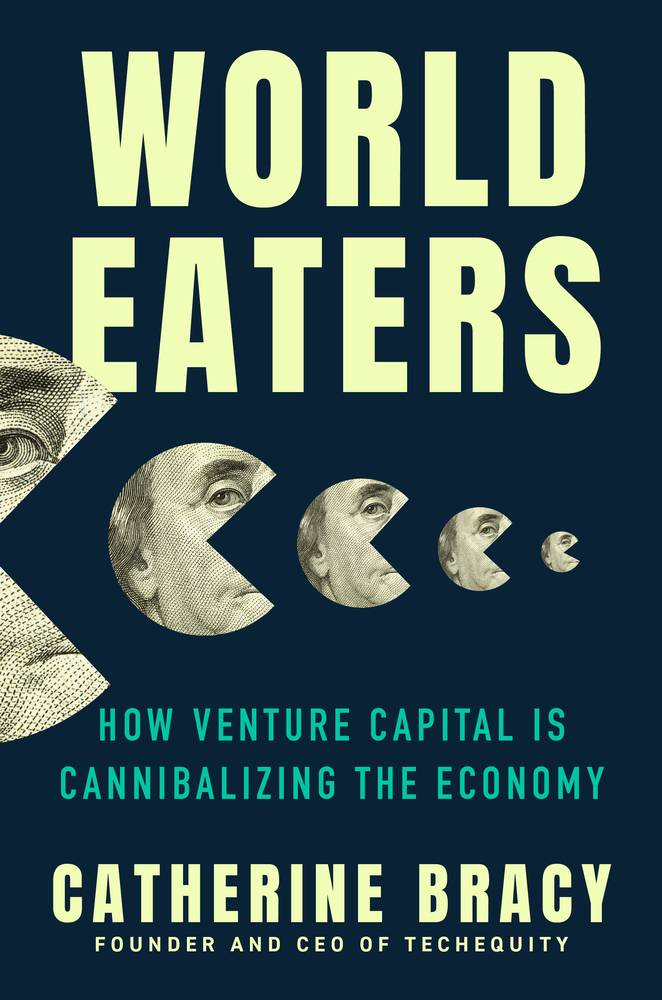 WORLD
EATERS
HOW VENTURE CAPITAL IS
CANNIBALIZING THE ECONOMY
CATHERINE BRACY
FOUNDER AND CEO OF TECHEQUITY